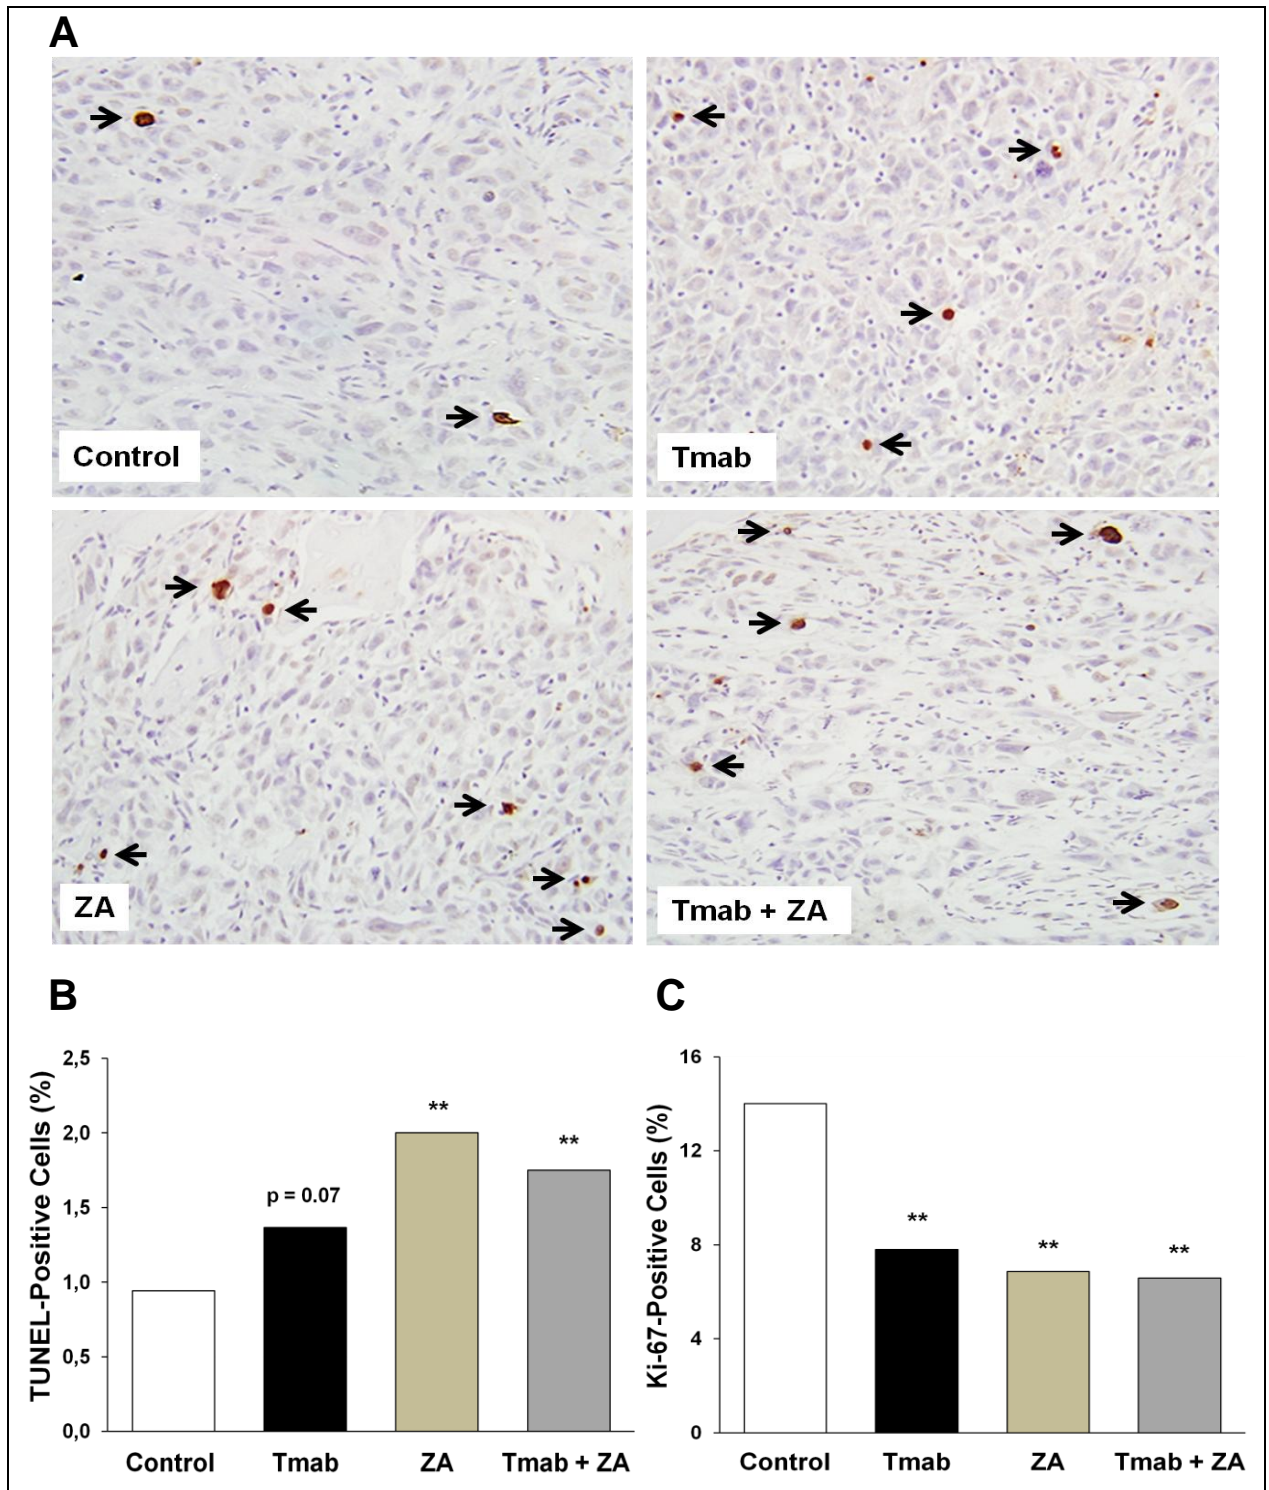 A
Control
Tmab
ZA
Tmab + ZA
B
C
TUNEL-Positive Cells (%)
2,5
2,0
1,5
1,0
0,5
0,0
p = 0.07
**
**
Control Tmab ZA Tmab + ZA
Ki-67-Positive Cells (%)
16
12
8
4
0
**
**
**
Control Tmab ZA Tmab + ZA